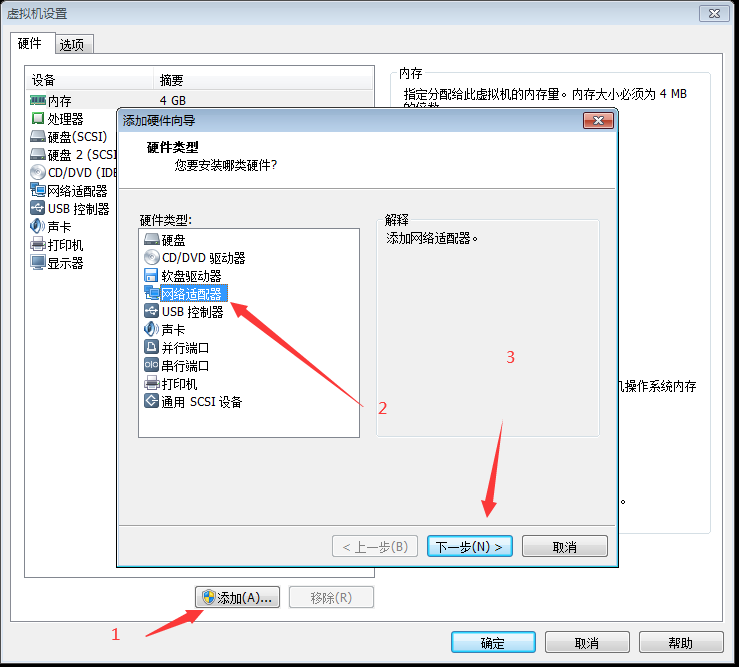 虚拟机设置
硬件 选项
设备 摘要
内存 4 GB
处理器
硬盘(SCSI)
硬盘 2 (SCSI
CD/DVD (IDE
网络适配器
USB 控制器
声卡
打印机
显示器
内存
指定分配给此虚拟机的内存量。内存大小必须为 4 MB
的倍数
添加硬件向导
硬件类型
您要安装哪类硬件?
硬件类型:
硬盘
CD/DVD 驱动器
软盘驱动器
网络适配器
USB 控制器
声卡
并行端口
串行端口
打印机
通用 SCSI 设备
解释
添加网络适配器。
3
2
机操作系统内存
。
< 上一步(B) 下一步(N) > 取消
添加(A)... 移除(R)
1
确定 取消 帮助